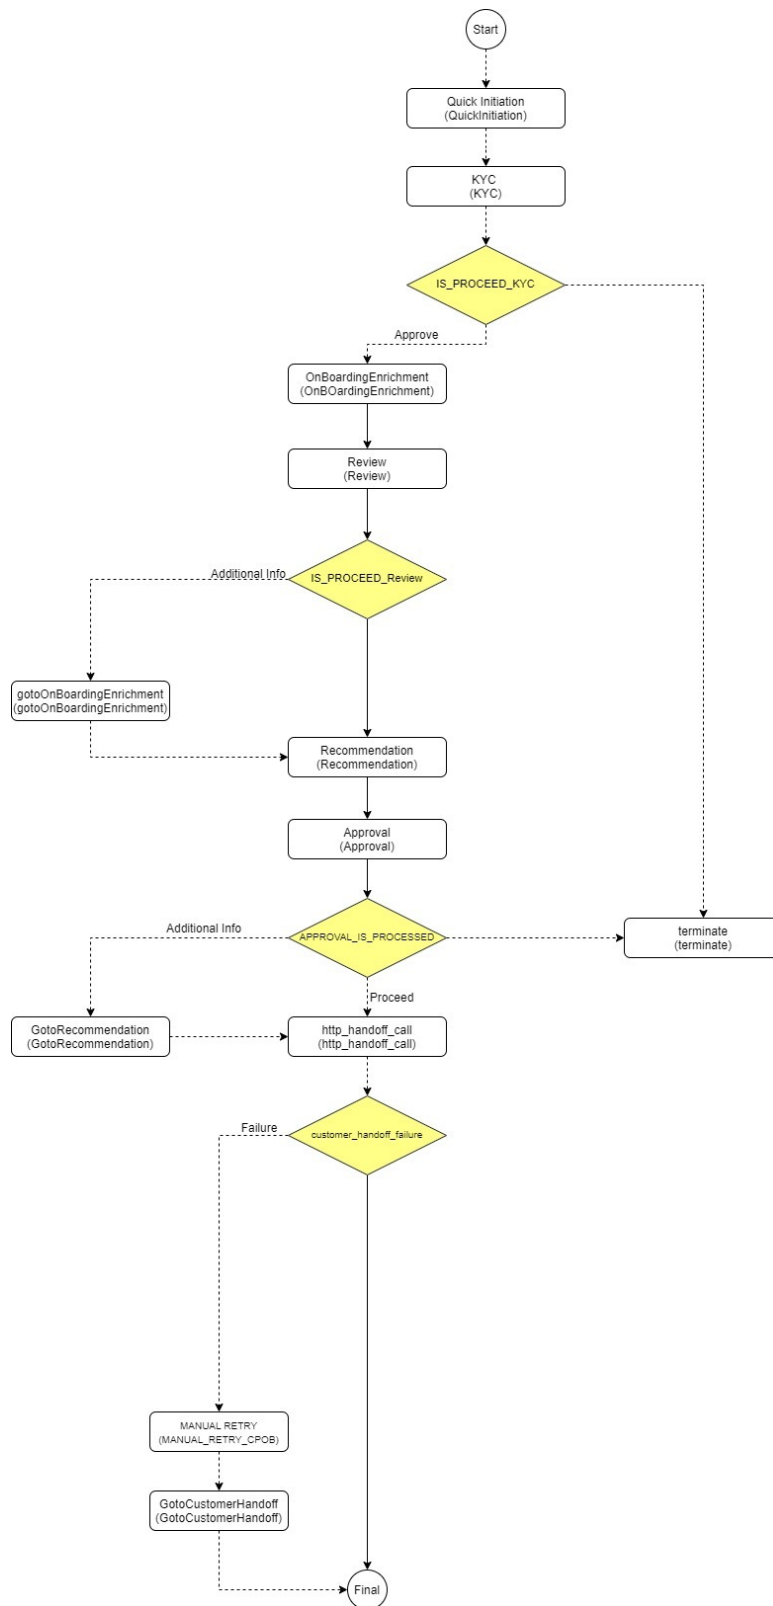 Start
Quick Initiation
(QuickInitiation)
KYC
(KYC)
IS_PROCEED_KYC
Approve
OnBoardingEnrichment
(OnBOardingEnrichment)
Review
(Review)
Additional Info
IS_PROCEED_Review
gotoOnBoardingEnrichment
(gotoOnBoardingEnrichment)
Recommendation
(Recommendation)
Approval
(Approval)
Additional Info
APPROVAL_IS_PROCESSED
terminate
(terminate)
Proceed
GotoRecommendation
(GotoRecommendation)
http_handoff_call
(http_handoff_call)
Failure
customer_handoff_failure
MANUAL RETRY
(MANUAL_RETRY_CPOB)
GotoCustomerHandoff
(GotoCustomerHandoff)
Final